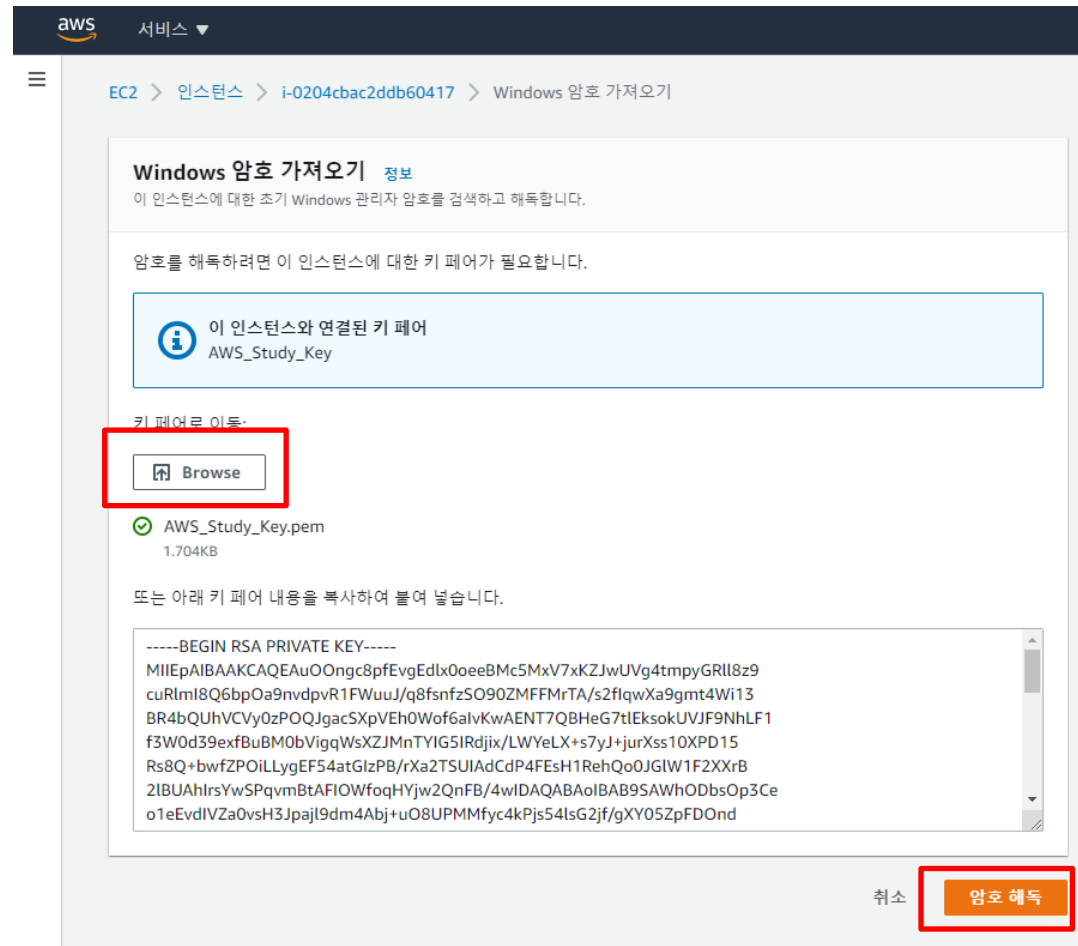 aws 서비스 ▼
EC2 > 인스턴스 > i-0204cbac2ddb60417 > Windows 암호 가져오기
Windows 암호 가져오기 정보
이 인스턴스에 대한 초기 Windows 관리자 암호를 검색하고 해독합니다.
암호를 해독하려면 이 인스턴스에 대한 키 페어가 필요합니다.
이 인스턴스와 연결된 키 페어
AWS_Study_Key
키 페어로 이동:
Browse
AWS_Study_Key.pem
1.704KB
또는 아래 키 페어 내용을 복사하여 붙여 넣습니다.
-----BEGIN RSA PRIVATE KEY-----
MIIEpAIBAAKCAQEAuOOngc8pfEvgEdlx0oeeBMc5MxV7xKZJwUVg4tmpyGRll8z9
cuRlmI8Q6bpOa9nvdpvR1FWuuJ/q8fsnfzSO90ZMFFMrTA/s2fIqwXa9gmt4Wi13
BR4bQUhVCVy0zPOQJgacSXpVEh0Wof6aIvKwAENT7QBHeG7tlEksokUVJF9NhLF1
f3W0d39exfBuBM0bVigqWsXZJMnTYIG5IRdjix/LWYeLX+s7yJ+jurXss10XPD15
Rs8Q+bwfZPOiLLygEF54atGIzPB/rXa2TSUIAdCdP4FEsH1RehQo0JGlW1F2XXrB
2lBUAhIrsYwSPqvmBtAFIOWfoqHYjw2QnFB/4wIDAQABAoIBAB9SAWhODbsOp3Ce
o1eEvdIVZa0vsH3Jpajl9dm4Abj+uO8UPMMfyc4kPjs54lsG2jf/gXY05ZpFDOnd
취소 암호 해독